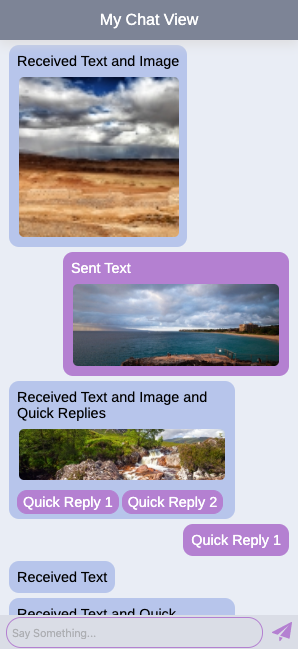 My Chat View
Received Text and Image
Sent Text
Received Text and Image and
Quick Replies
Quick Reply 1
Quick Reply 2
Quick Reply 1
Received Text
Received Text and Quick
Say Something...